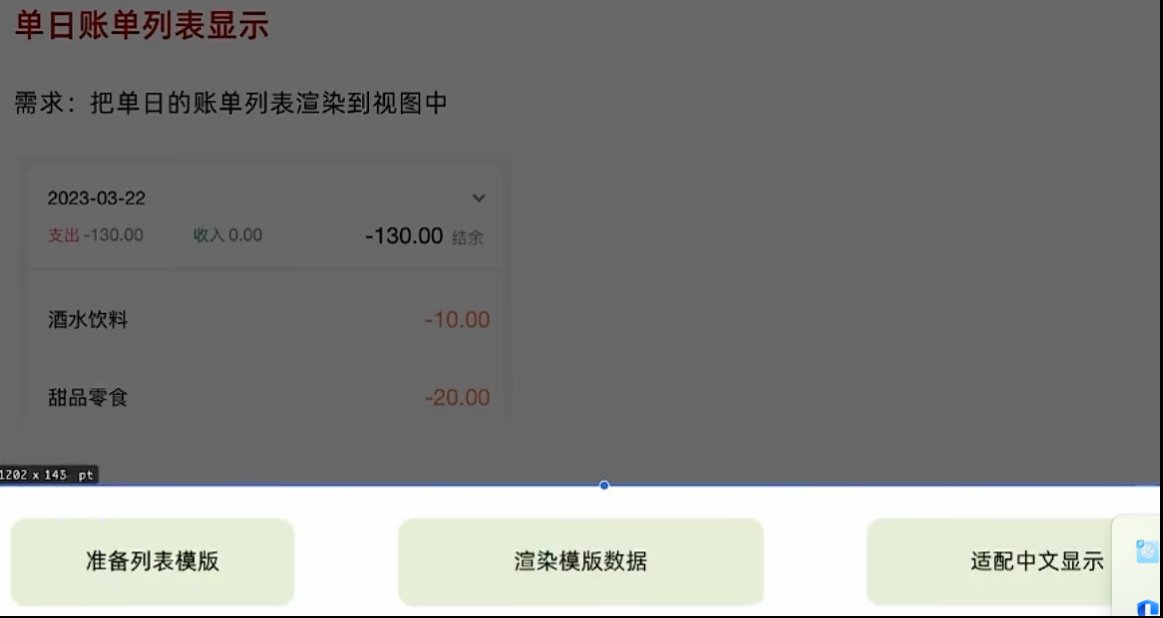 单日账单列表显示
需求：把单日的账单列表渲染到视图中
2023-03-22
支出 -130.00 收入 0.00 -130.00 结余
酒水饮料 -10.00
甜品零食 -20.00
1202 x 145 pt
准备列表模版 渲染模版数据 适配中文显示